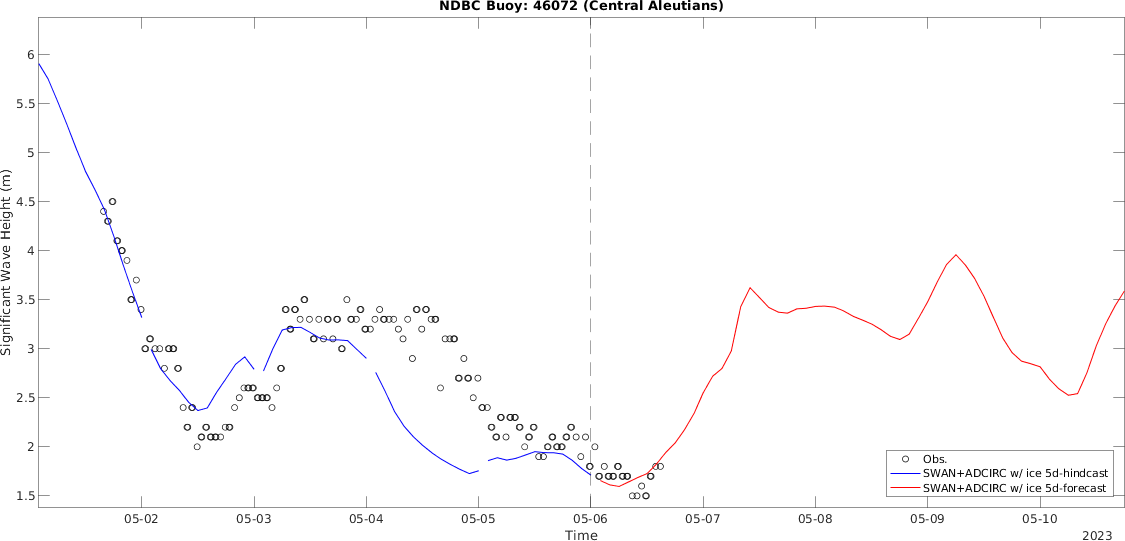 NDBC Buoy: 46072 (Central Aleutians)
Significant Wave Height (m)
6
5.5
5
4.5
4
3.5
3
2.5
2
1.5
Obs.
SWAN+ADCIRC w/ ice 5d-hindcast
SWAN+ADCIRC w/ ice 5d-forecast
05-02 05-03 05-04 05-05 05-06 05-07 05-08 05-09 05-10
Time
2023